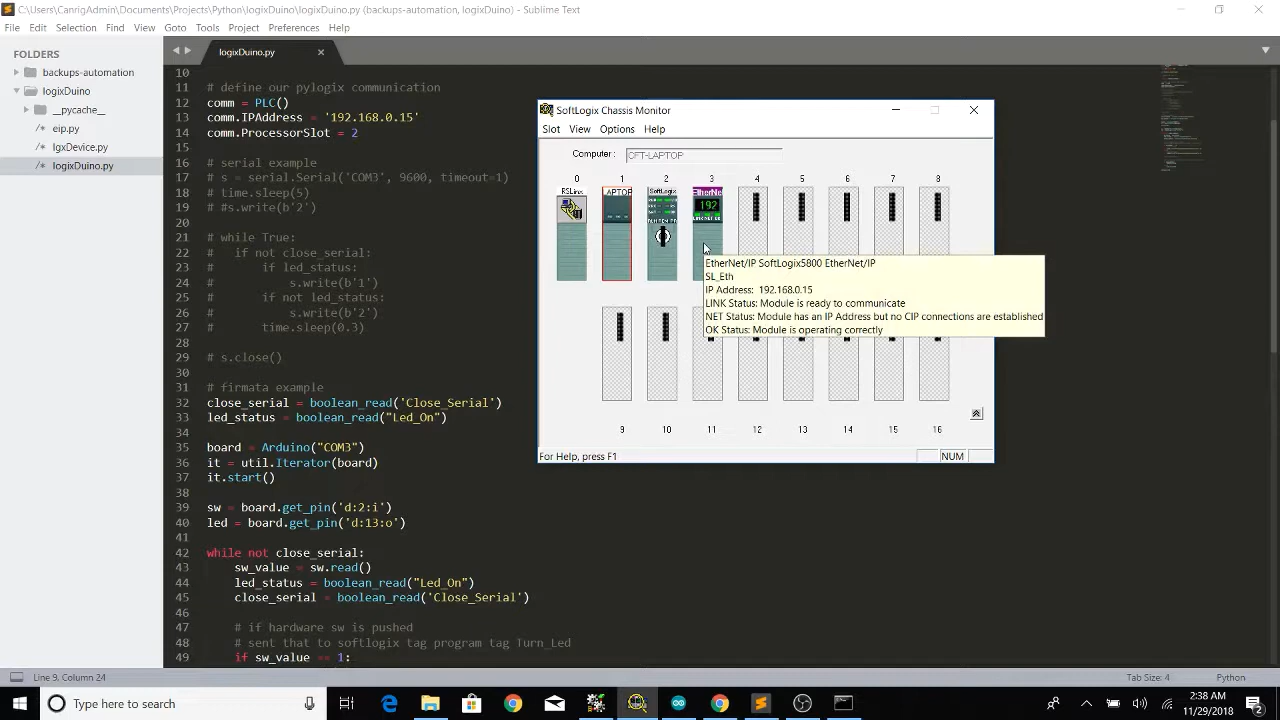 C:\Users\CanrigAdmin\Documents\Projects\Python\logixDuino\logixDuino.py (backups-automation, logixDuino) - Sublime Text
File Edit Selection Find View Goto Tools Project Preferences Help
FOLDERS
backups-automation
logixDuino
__pycache__
/* eip.py
/* lgxDevice.py
/* logixDuino.py
logixDuino.py ×
10
11 # define our pylogix communication
12 comm = PLC()
13 comm.IPAddress = '192.168.0.15'
14 comm.ProcessorSlot = 2
15
16 # serial example
17 # s = serial.Serial('COM3', 9600, timeout=1)
18 # time.sleep(5)
19 # #s.write(b'2')
20
21 # while True:
22 # if not close_serial:
23 # if led_status:
24 # s.write(b'1')
25 # if not led_status:
26 # s.write(b'2')
27 # time.sleep(0.3)
28
29 # s.close()
30
31 # firmata example
32 close_serial = boolean_read('Close_Serial')
33 led_status = boolean_read("Led_On")
34
35 board = Arduino("COM3")
36 it = util.Iterator(board)
37 it.start()
38
39 sw = board.get_pin('d:2:i')
40 led = board.get_pin('d:13:o')
41
42 while not close_serial:
43 sw_value = sw.read()
44 led_status = boolean_read("Led_On")
45 close_serial = boolean_read('Close_Serial')
46
47 # if hardware sw is pushed
48 # sent that to softlogix tag program tag Turn_Led
49 if sw_value == 1:
SoftLogix Chassis Monitor
Slot View Options Help
Computer : CFT-LAPTOP
0 1 2 3 4 5 6 7 8
RSLinx LAPTOP SoftLogix EtherNet
192
EtherNet/IP SoftLogix5800 EtherNet/IP
SL_Eth
IP Address: 192.168.0.15
LINK Status: Module is ready to communicate
NET Status: Module has an IP Address but no CIP connections are established
OK Status: Module is operating correctly
9 10 11 12 13 14 15 16
For Help, press F1 NUM
Line 9, Column 24 Tab Size: 4 Python
Type here to search
2:38 AM
11/29/2018
2